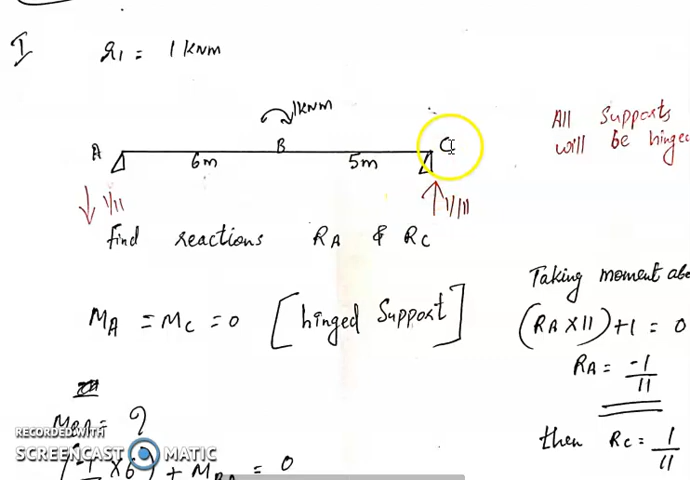 I
r1 = 1 kNm
1kNm
A
B
C
6m
5m
1/11
1/11
All Supports
will be hinged
find reactions RA & RC
MA = MC = 0 [hinged Support]
Taking moment abo
(RA X 11) + 1 = 0
RA = -1/11
then RC = 1/11
MBA = ?
(-1 x6) + MBA = 0
RECORDED WITH
SCREENCAST MATIC